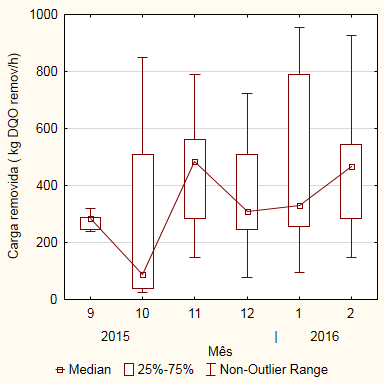 Carga removida ( kg DQO remov/h)
1000
800
600
400
200
0
9 10 11 12 1 2
2015 | 2016
Mês
Median 25%-75% Non-Outlier Range